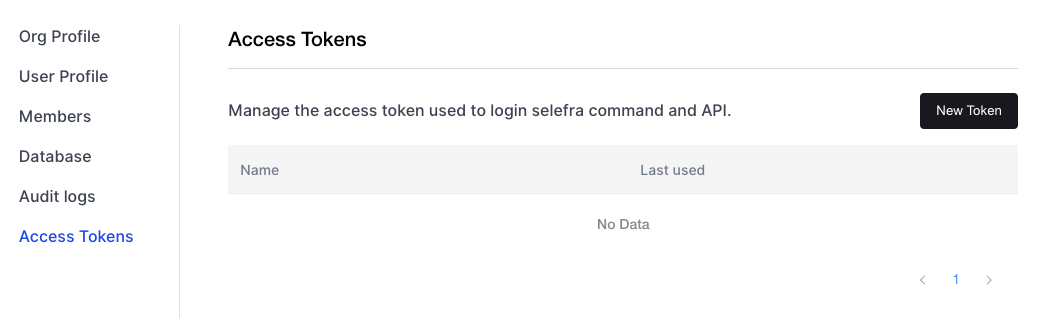 Org Profile
User Profile
Members
Database
Audit logs
Access Tokens
Access Tokens
Manage the access token used to login selefra command and API.
New Token
Name
Last used
No Data
1